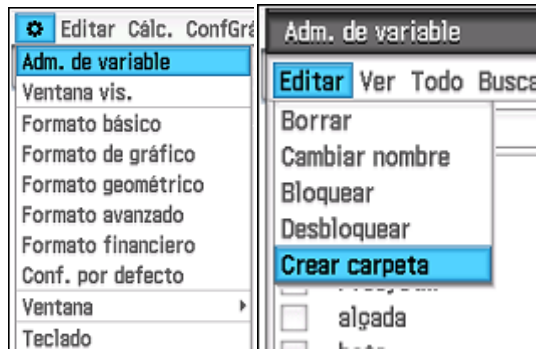 Editar Cálc. ConfGrá
Adm. de variable
Ventana vis.
Formato básico
Formato de gráfico
Formato geométrico
Formato avanzado
Formato financiero
Conf. por defecto
Ventana
Teclado
Adm. de variable
Editar Ver Todo Busca
Borrar
Cambiar nombre
Bloquear
Desbloquear
Crear carpeta
alçada